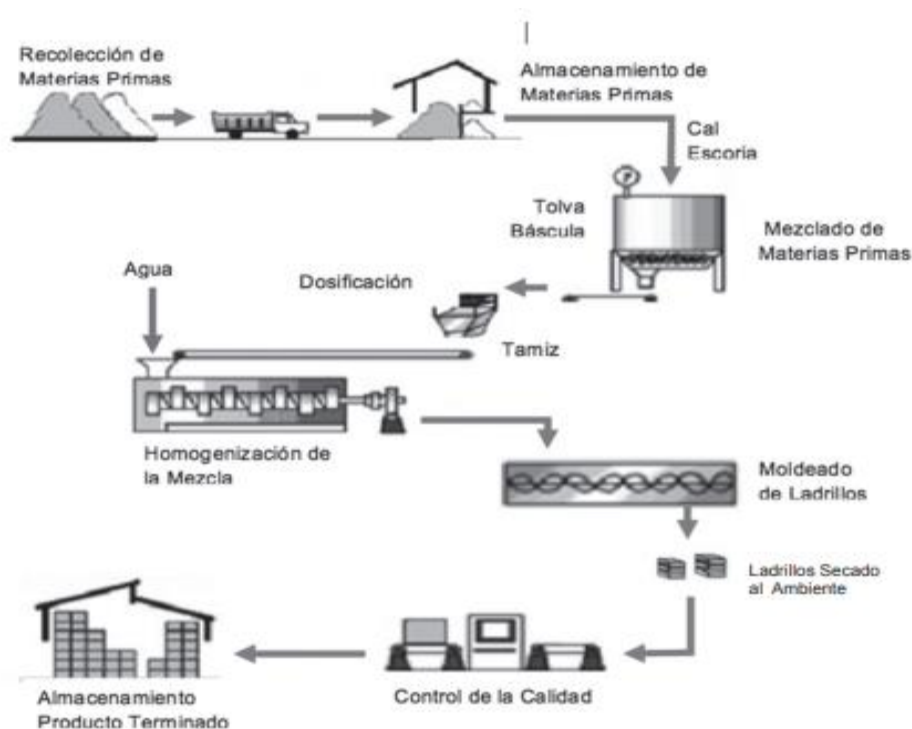 Recolección de
Materias Primas
Almacenamiento de
Materias Primas
Cal
Escoria
Tolva
Báscula
Mezclado de
Materias Primas
Agua
Dosificación
Tamiz
Homogenización de
la Mezcla
Moldeado
de Ladrillos
Ladrillos Secado
al Ambiente
Control de la Calidad
Almacenamiento
Producto Terminado